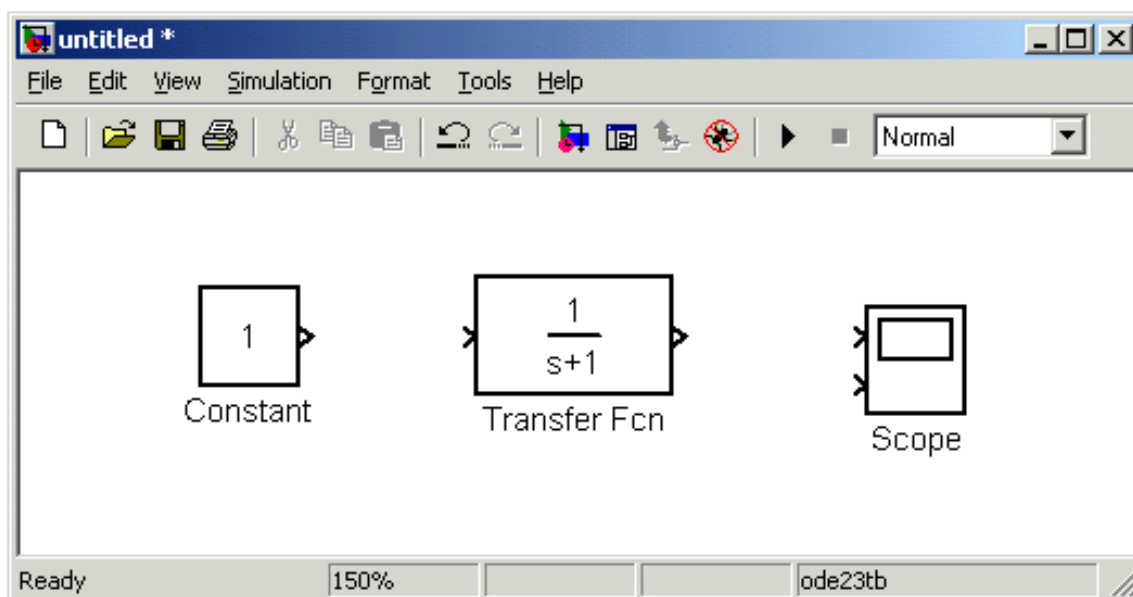 untitled *
File Edit View Simulation Format Tools Help
Normal
1
1
s+1
Constant
Transfer Fcn
Scope
Ready 150% ode23tb